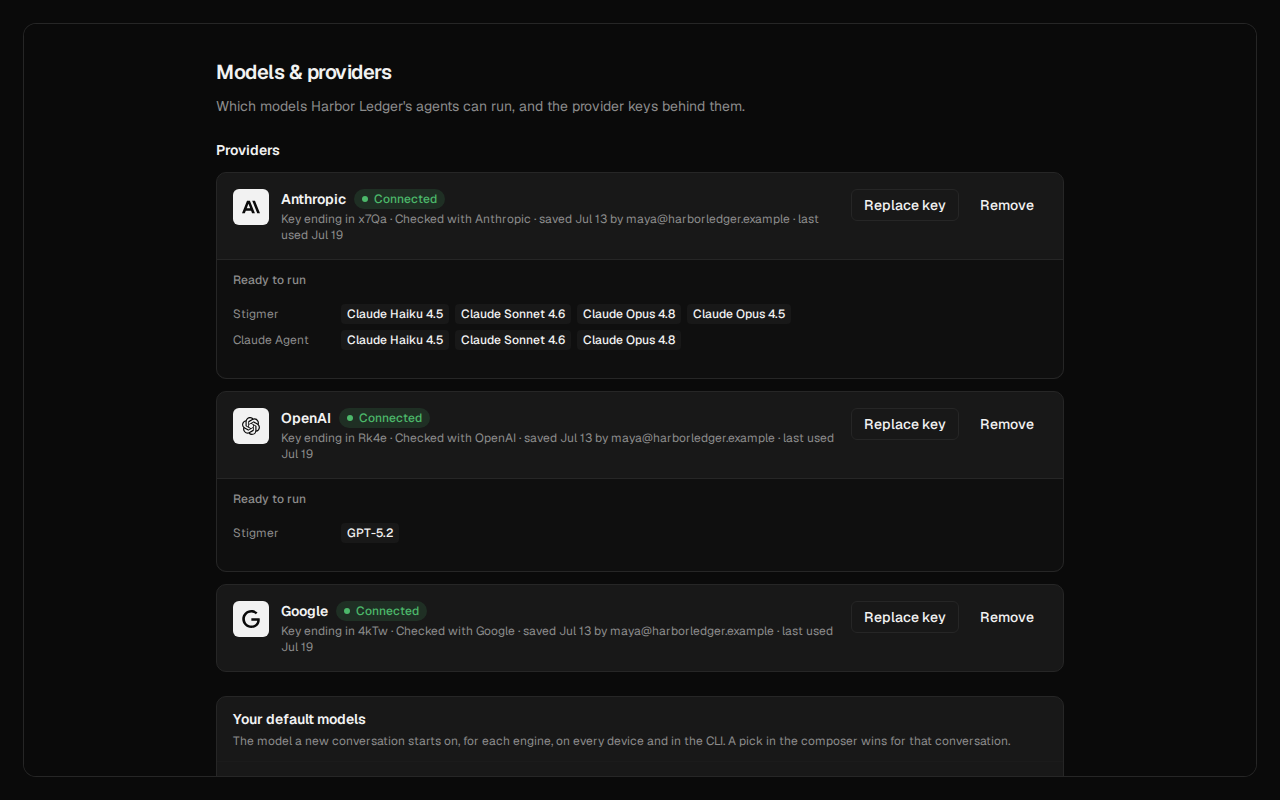 Models & providers
Which models Harbor Ledger's agents can run, and the provider keys behind them.
Providers
Anthropic Connected
Replace key Remove
Key ending in x7Qa · Checked with Anthropic · saved Jul 13 by maya@harborledger.example · last
used Jul 19
Ready to run
Stigmer Claude Haiku 4.5 Claude Sonnet 4.6 Claude Opus 4.8 Claude Opus 4.5
Claude Agent Claude Haiku 4.5 Claude Sonnet 4.6 Claude Opus 4.8
OpenAI Connected
Replace key Remove
Key ending in Rk4e · Checked with OpenAI · saved Jul 13 by maya@harborledger.example · last used
Jul 19
Ready to run
Stigmer GPT-5.2
Google Connected
Replace key Remove
Key ending in 4kTw · Checked with Google · saved Jul 13 by maya@harborledger.example · last used
Jul 19
Your default models
The model a new conversation starts on, for each engine, on every device and in the CLI. A pick in the composer wins for that conversation.